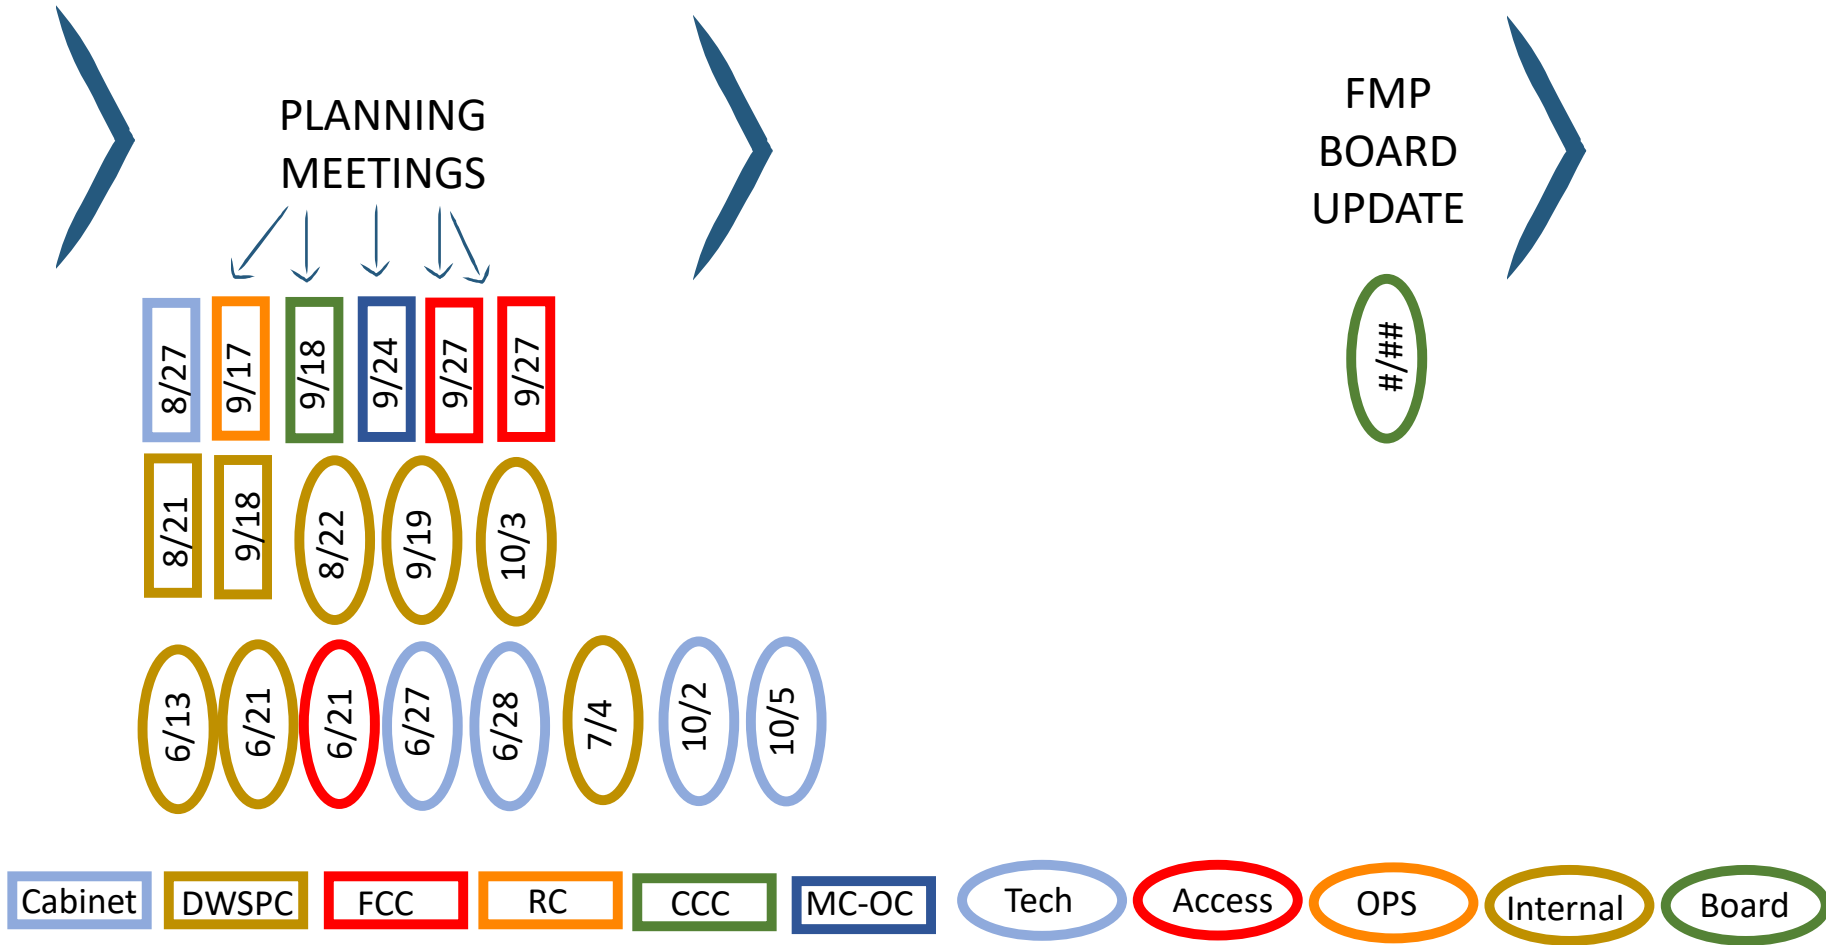 PLANNING
MEETINGS
FMP
BOARD
UPDATE
8/27
9/17
9/18
9/24
9/27
9/27
#/##
8/21
9/18
8/22
9/19
10/3
6/13
6/21
6/21
6/27
6/28
7/4
10/2
10/5
Cabinet
DWSPC
FCC
RC
CCC
MC-OC
Tech
Access
OPS
Internal
Board